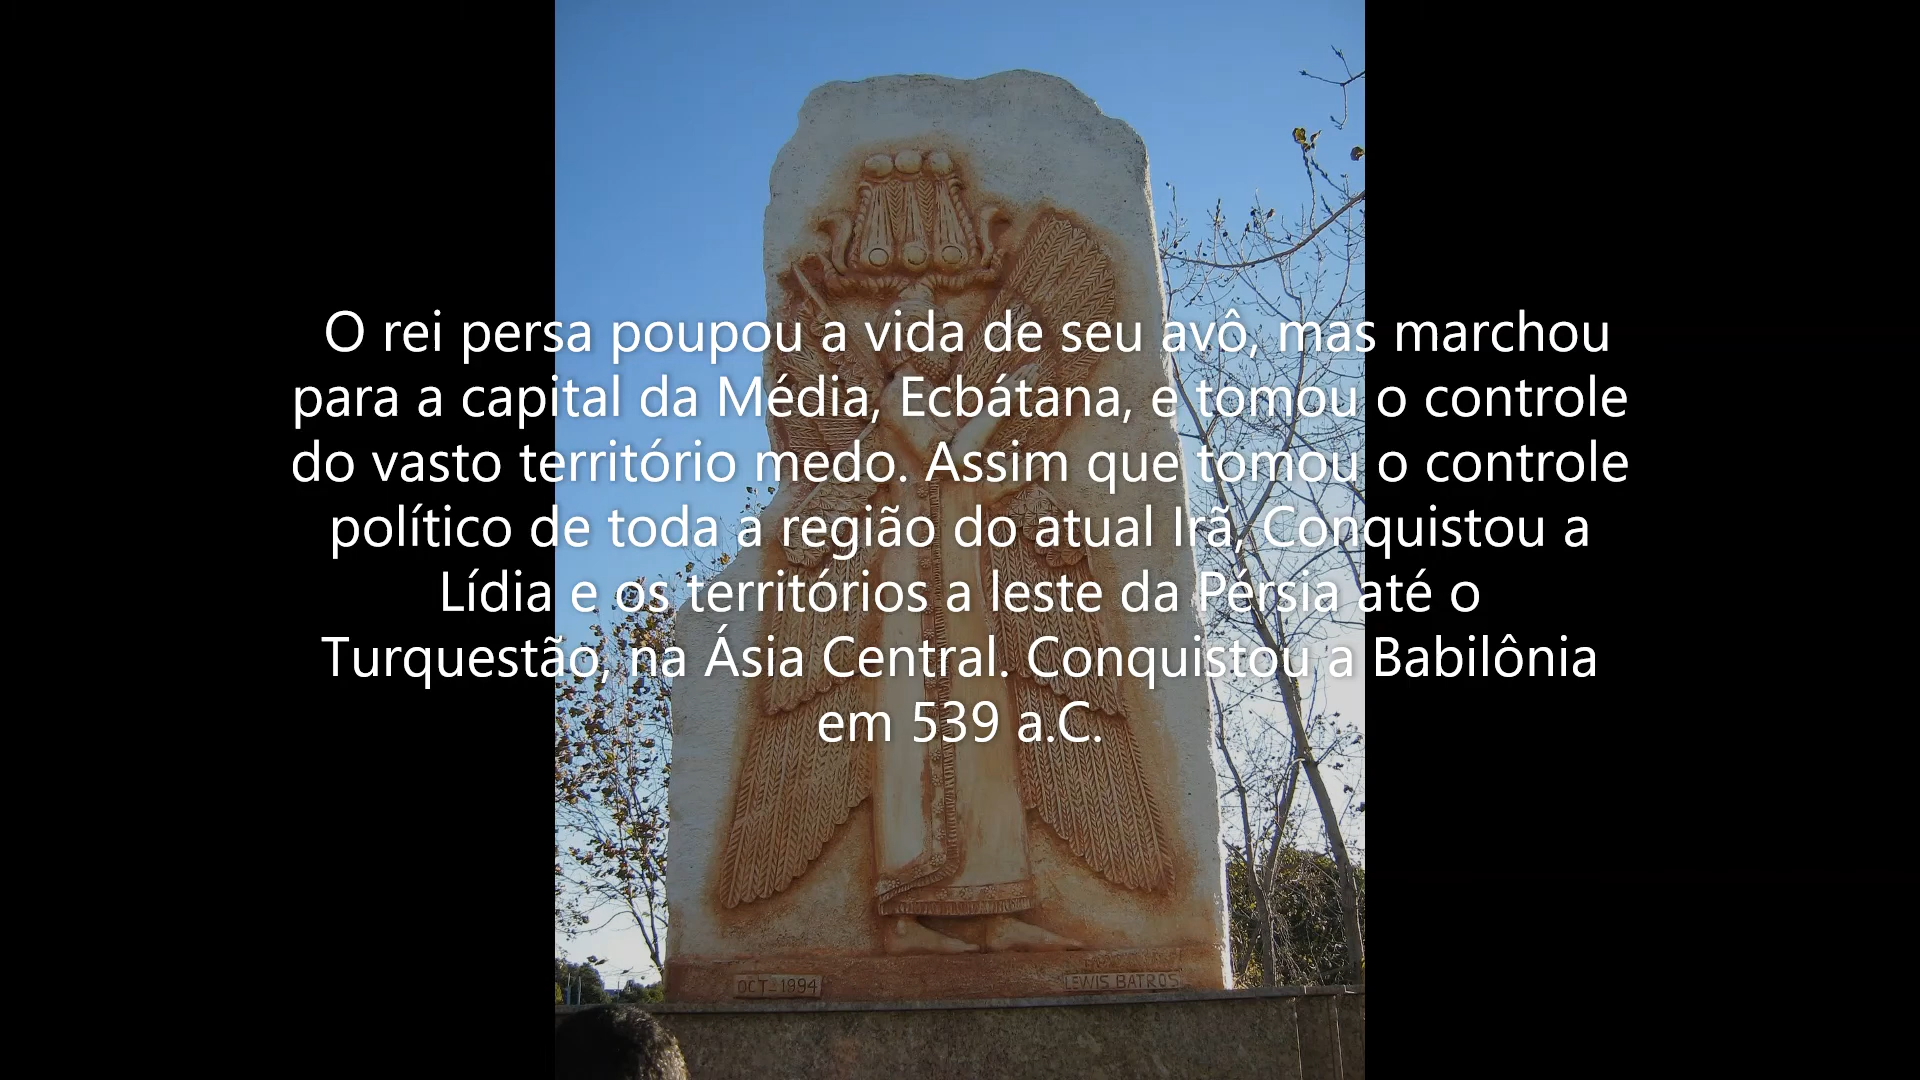 O rei persa poupou a vida de seu avô, mas marchou
para a capital da Média, Ecbátana, e tomou o controle
do vasto território medo. Assim que tomou o controle
político de toda a região do atual Irã, Conquistou a
Lídia e os territórios a leste da Pérsia até o
Turquestão, na Ásia Central. Conquistou a Babilônia
em 539 a.C.
OCT-1994
LEWIS BATROS